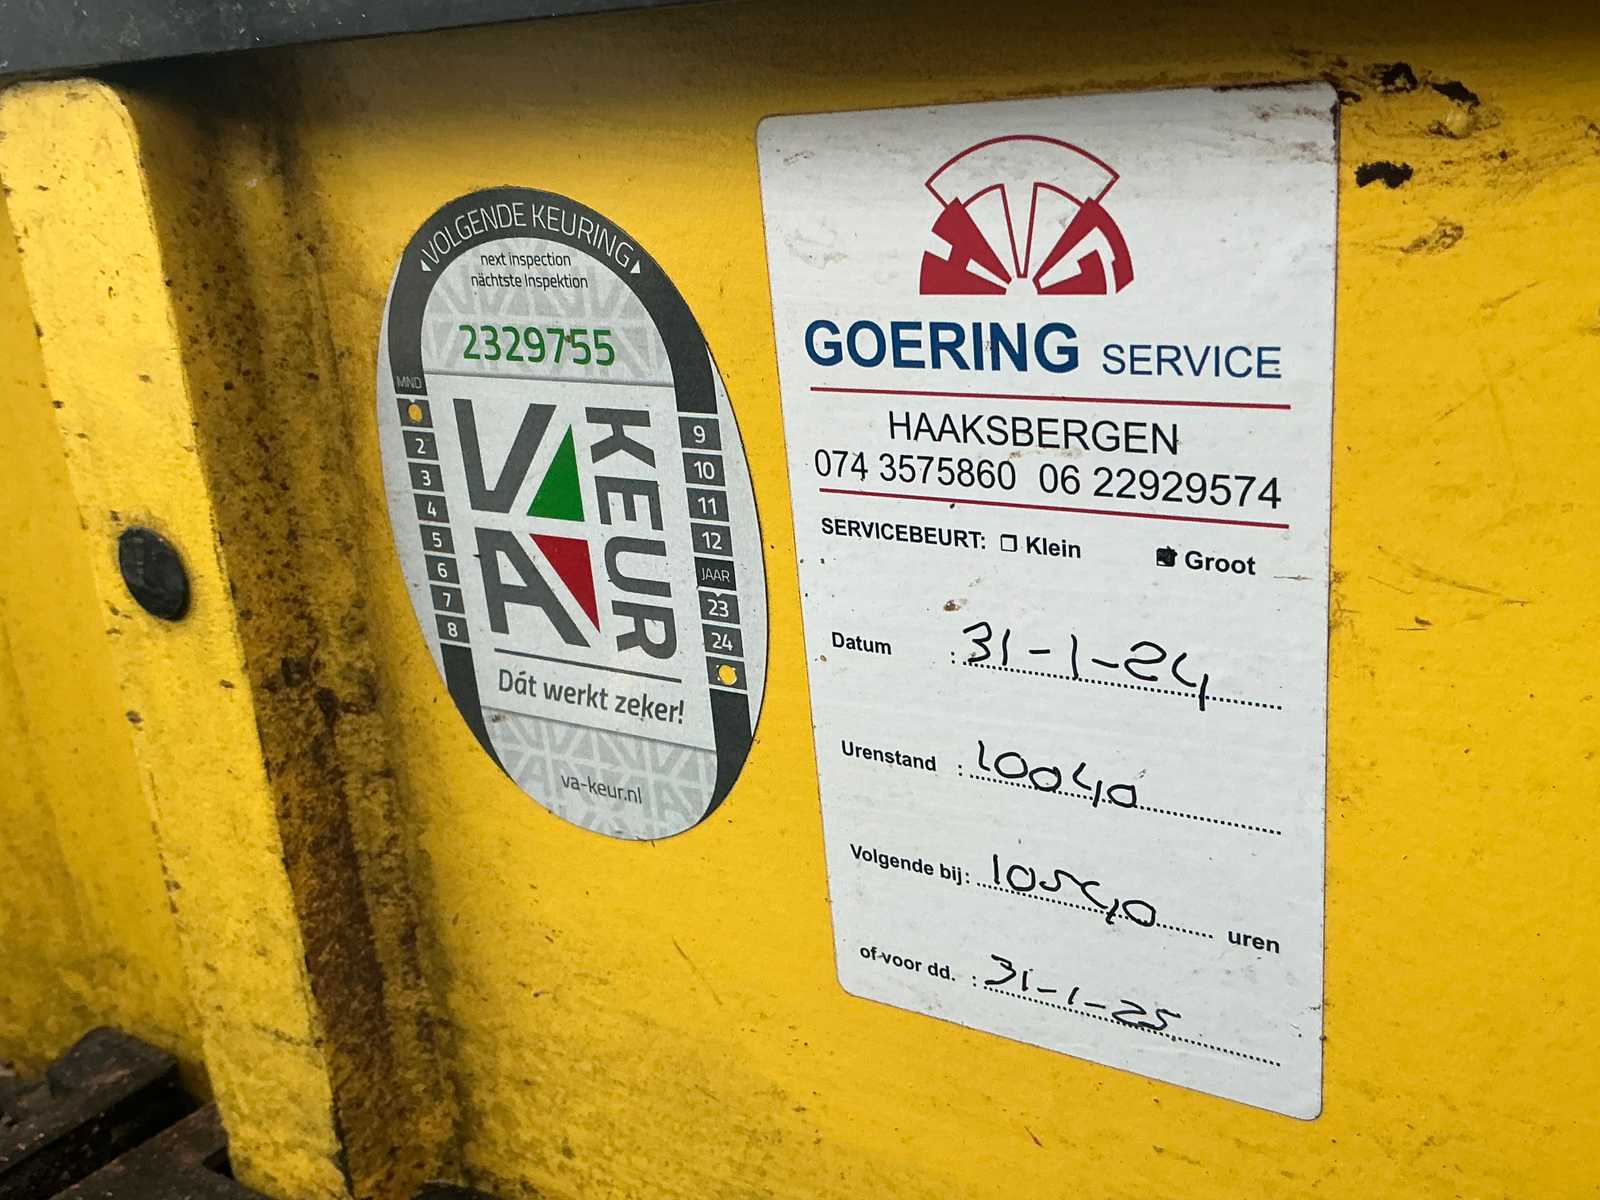 VOLGENDE KEURING
next inspection
nächtste Inspektion
2329755
MND
2
3
4
5
6
7
8
9
10
11
12
JAAR
23
24
VA KEUR
Dát werkt zeker!
va-keur.nl
GOERING SERVICE
HAAKSBERGEN
074 3575860 06 22929574
SERVICEBEURT: Klein Groot
Datum : 31-1-24
Urenstand : 10040
Volgende bij: 10540 uren
of voor dd. : 31-1-25